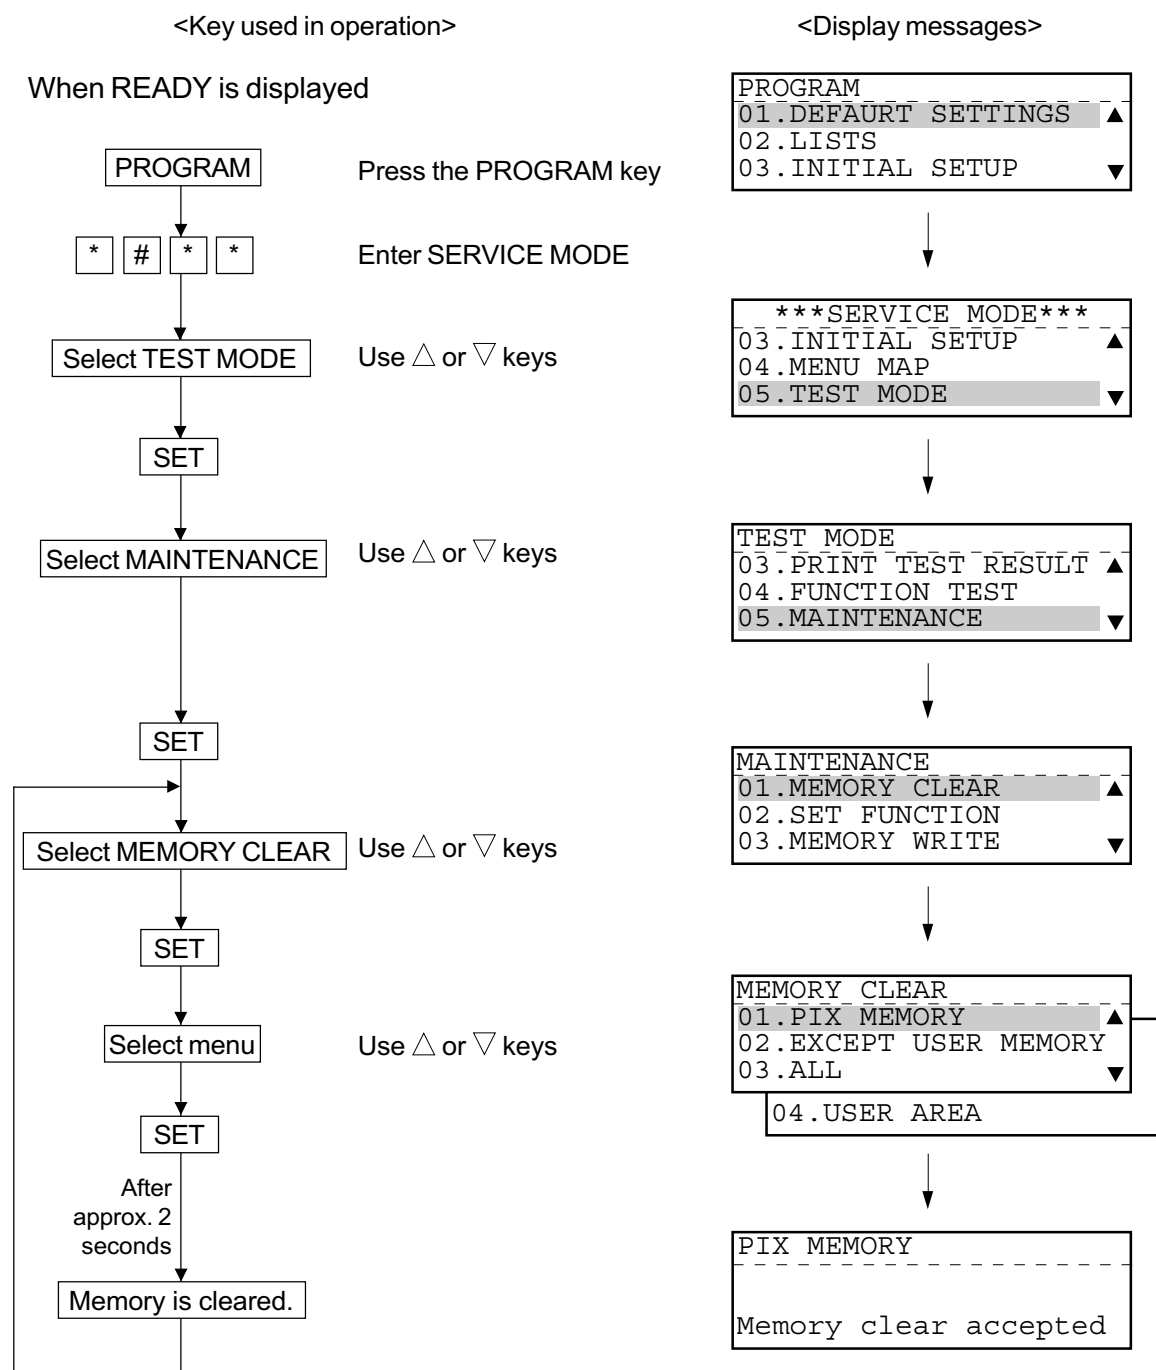 <Key used in operation>
<Display messages>
When READY is displayed
PROGRAM
Press the PROGRAM key
* # * *
Enter SERVICE MODE
Select TEST MODE
Use △ or ▽ keys
SET
Select MAINTENANCE
Use △ or ▽ keys
SET
Select MEMORY CLEAR
Use △ or ▽ keys
SET
Select menu
Use △ or ▽ keys
SET
After
approx. 2
seconds
Memory is cleared.
PROGRAM
01.DEFAURT SETTINGS ▲
02.LISTS
03.INITIAL SETUP ▼
***SERVICE MODE***
03.INITIAL SETUP ▲
04.MENU MAP
05.TEST MODE ▼
TEST MODE
03.PRINT TEST RESULT ▲
04.FUNCTION TEST
05.MAINTENANCE ▼
MAINTENANCE
01.MEMORY CLEAR ▲
02.SET FUNCTION
03.MEMORY WRITE ▼
MEMORY CLEAR
01.PIX MEMORY ▲
02.EXCEPT USER MEMORY
03.ALL ▼
04.USER AREA
PIX MEMORY
Memory clear accepted